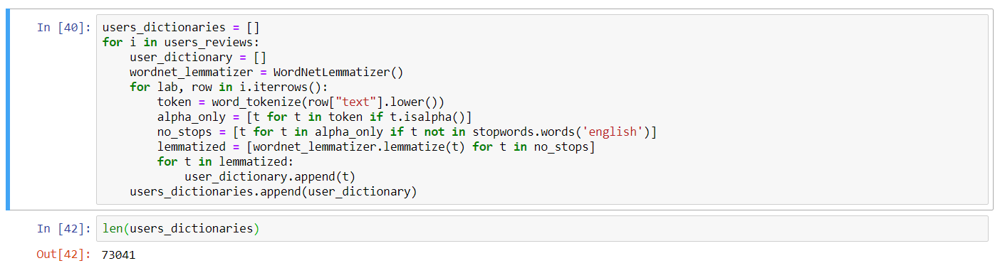 In [40]: users_dictionaries = []
for i in users_reviews:
    user_dictionary = []
    wordnet_lemmatizer = WordNetLemmatizer()
    for lab, row in i.iterrows():
        token = word_tokenize(row["text"].lower())
        alpha_only = [t for t in token if t.isalpha()]
        no_stops = [t for t in alpha_only if t not in stopwords.words('english')]
        lemmatized = [wordnet_lemmatizer.lemmatize(t) for t in no_stops]
        for t in lemmatized:
            user_dictionary.append(t)
    users_dictionaries.append(user_dictionary)
In [42]: len(users_dictionaries)
Out[42]: 73041